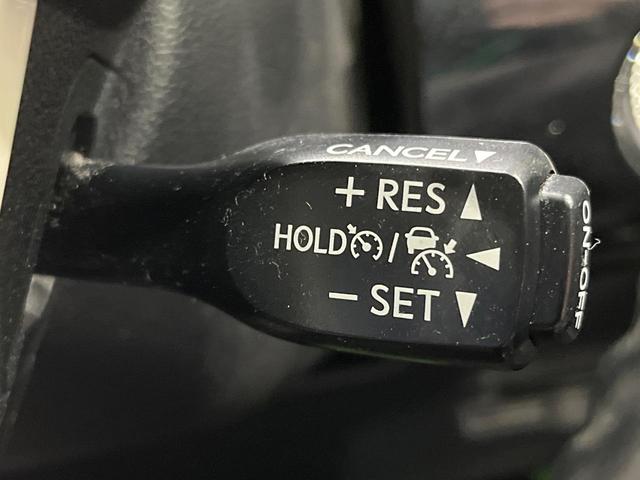 CANCEL▼
+ RES ▲
HOLD / ◀
− SET ▼
ON–OFF